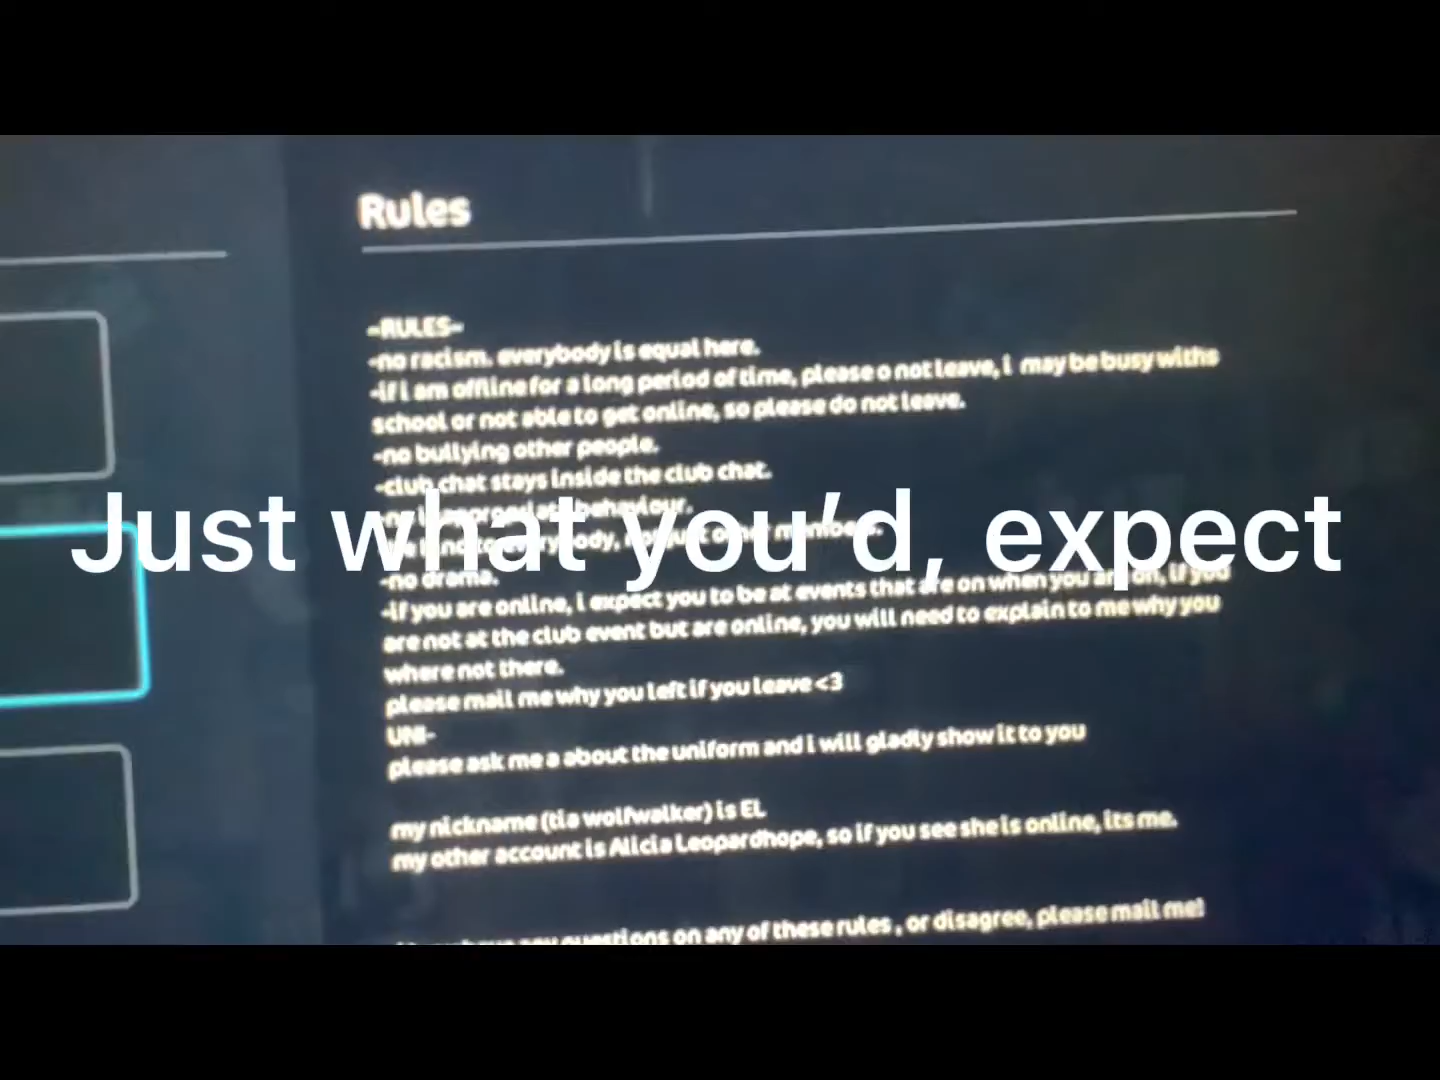 Rules
~RULES~
-no racism. everybody is equal here.
-if i am offline for a long period of time, please o not leave, i may be busy withs
school or not able to get online, so please do not leave.
-no bullying other people.
-club chat stays inside the club chat.
behaviour.
Just what you’d, expect
-no drama.
-if you are online, i expect you to be at events that are on when you are on, if you
are not at the club event but are online, you will need to explain to me why you
where not there.
please mail me why you left if you leave <3
UNI-
please ask me a about the uniform and i will gladly show it to you
my nickname (tia wolfwalker) is EL
my other account is Alicia Leopardhope, so if you see she is online, its me.
any questions on any of these rules , or disagree, please mail me!